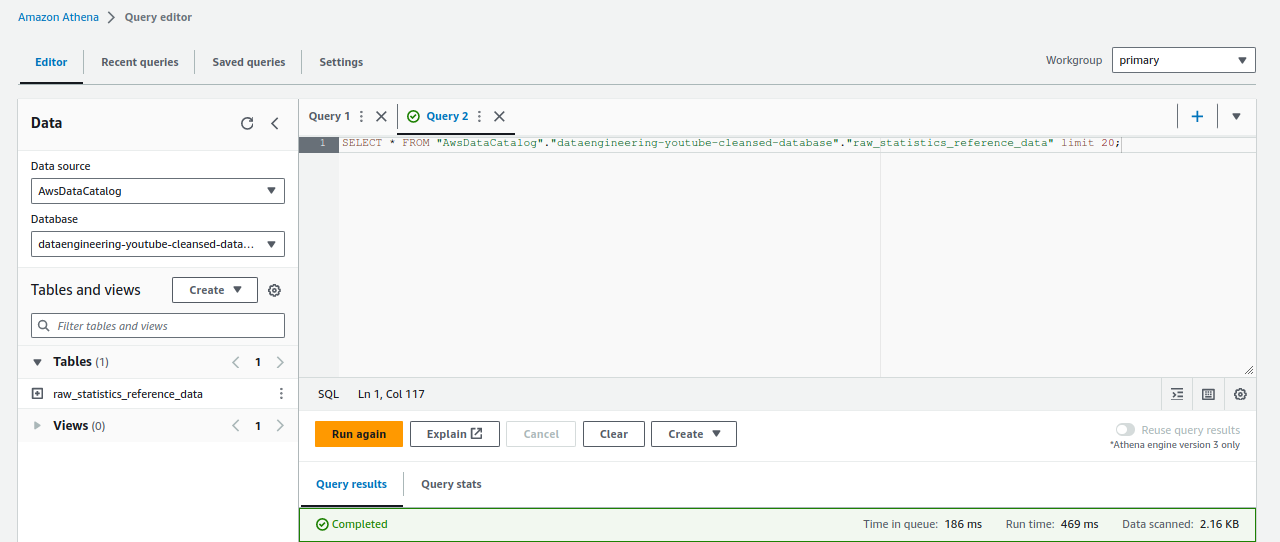 Amazon Athena > Query editor
Editor Recent queries Saved queries Settings Workgroup primary
Data
Data source
AwsDataCatalog
Database
dataengineering-youtube-cleansed-data...
Tables and views Create
Filter tables and views
Tables (1) < 1 >
raw_statistics_reference_data
Views (0) < 1 >
Query 1 Query 2
1 SELECT * FROM "AwsDataCatalog"."dataengineering-youtube-cleansed-database"."raw_statistics_reference_data" limit 20;
SQL Ln 1, Col 117
Run again Explain Cancel Clear Create Reuse query results
*Athena engine version 3 only
Query results Query stats
Completed Time in queue: 186 ms Run time: 469 ms Data scanned: 2.16 KB